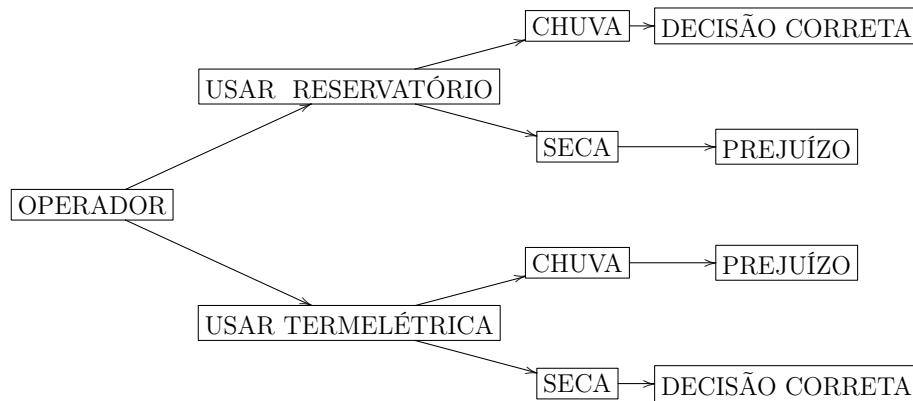 CHUVA
DECISÃO CORRETA
USAR RESERVATÓRIO
SECA
PREJUÍZO
OPERADOR
CHUVA
PREJUÍZO
USAR TERMELÉTRICA
SECA
DECISÃO CORRETA